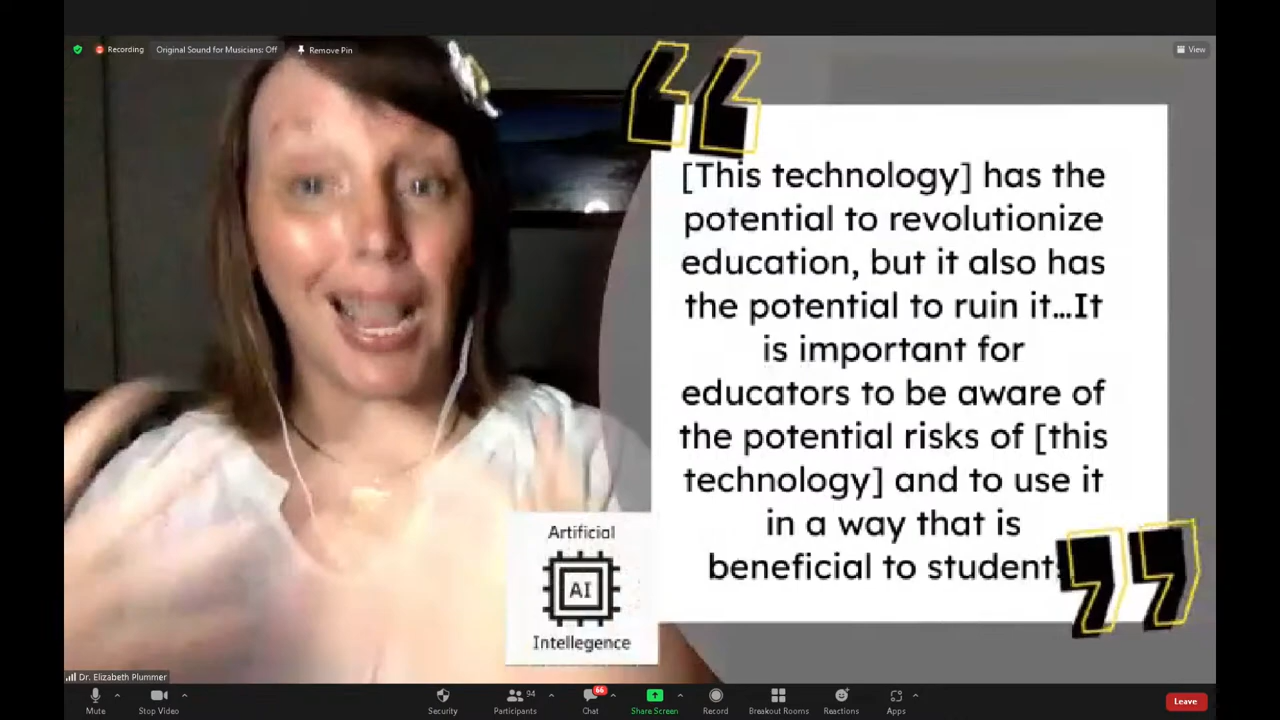 Recording
Original Sound for Musicians: Off
Remove Pin
View
[This technology] has the
potential to revolutionize
education, but it also has
the potential to ruin it...It
is important for
educators to be aware of
the potential risks of [this
technology] and to use it
in a way that is
beneficial to students
Artificial
AI
Intellegence
Dr. Elizabeth Plummer
Mute
Stop Video
Security
94
Participants
66
Chat
Share Screen
Record
Breakout Rooms
Reactions
Apps
Leave